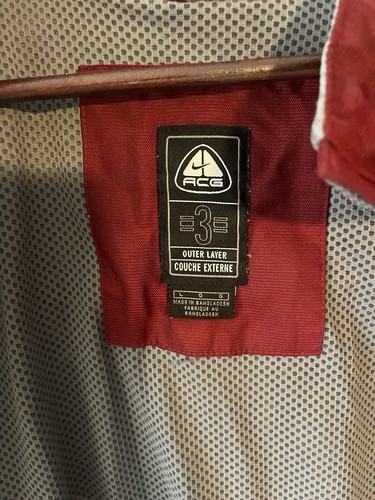 ACG
3
OUTER LAYER
COUCHE EXTERNE
L G G
MADE IN BANGLADESH
FABRIQUE AU
BANGLADESH